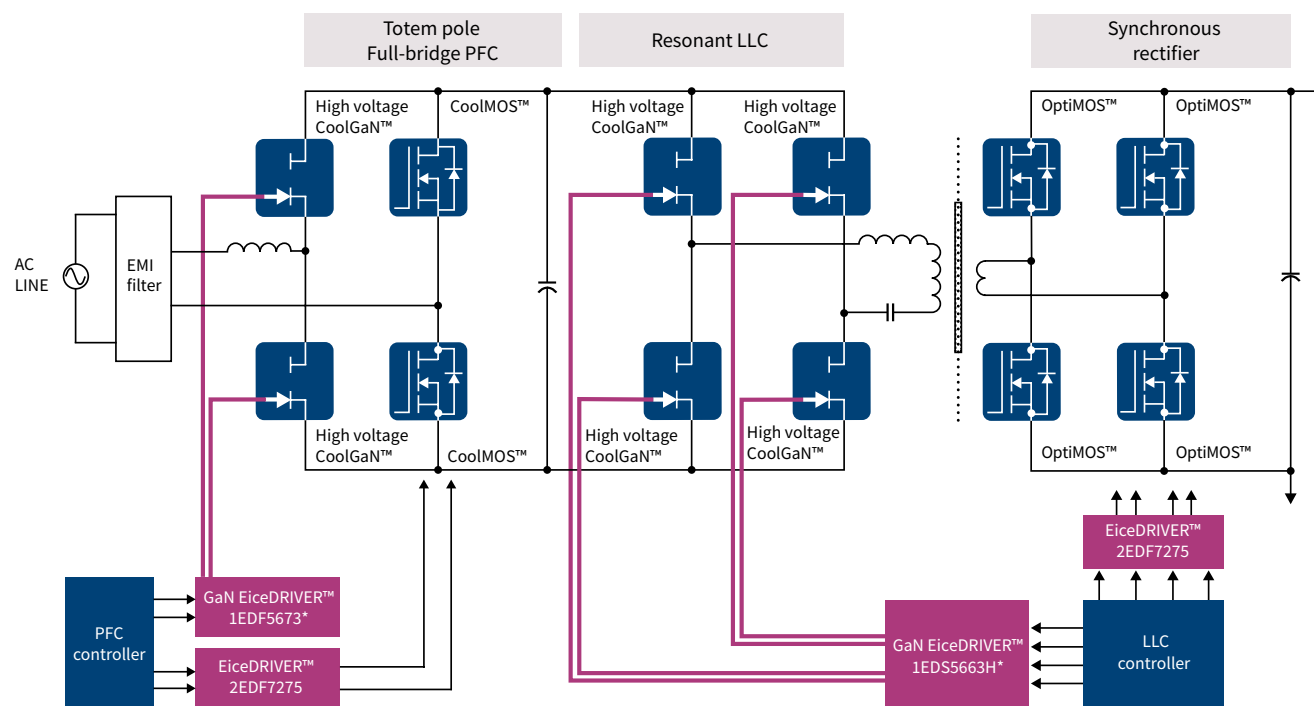 Totem pole
Full-bridge PFC
Resonant LLC
Synchronous
rectifier
High voltage
CoolGaN™
CoolMOS™
High voltage
CoolGaN™
High voltage
CoolGaN™
OptiMOS™
OptiMOS™
AC
LINE
EMI
filter
High voltage
CoolGaN™
CoolMOS™
High voltage
CoolGaN™
High voltage
CoolGaN™
OptiMOS™
OptiMOS™
PFC
controller
GaN EiceDRIVER™
1EDF5673*
EiceDRIVER™
2EDF7275
GaN EiceDRIVER™
1EDS5663H*
EiceDRIVER™
2EDF7275
LLC
controller